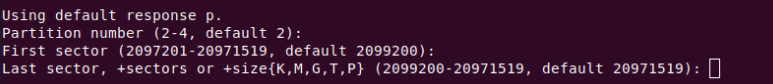 Using default response p.
Partition number (2-4, default 2):
First sector (2097201-20971519, default 2099200):
Last sector, +sectors or +size{K,M,G,T,P} (2099200-20971519, default 20971519):